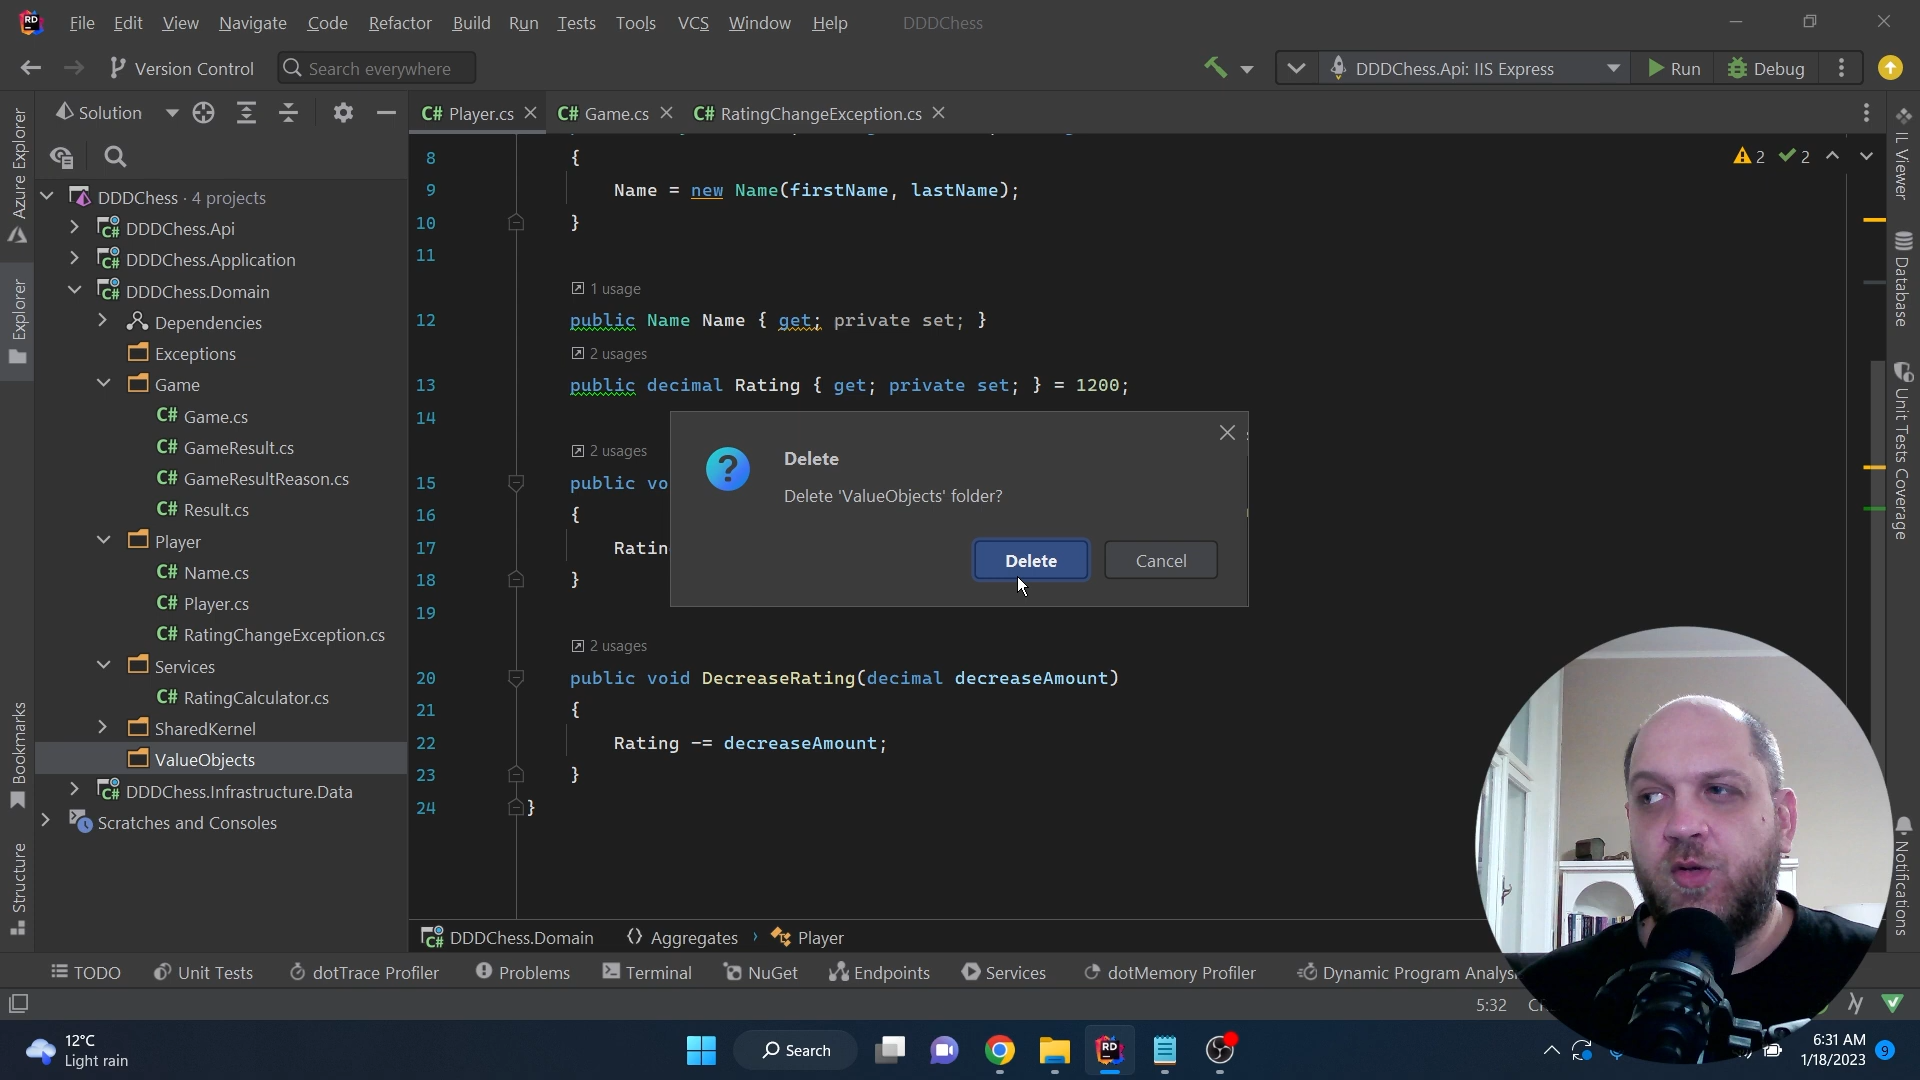 File Edit View Navigate Code Refactor Build Run Tests Tools VCS Window Help DDDChess
Version Control Search everywhere DDDChess.Api: IIS Express Run Debug
Solution
C# Player.cs C# Game.cs C# RatingChangeException.cs
Azure Explorer
Explorer
Bookmarks
Structure
DDDChess · 4 projects
C# DDDChess.Api
C# DDDChess.Application
C# DDDChess.Domain
Dependencies
Exceptions
Game
C# Game.cs
C# GameResult.cs
C# GameResultReason.cs
C# Result.cs
Player
C# Name.cs
C# Player.cs
C# RatingChangeException.cs
Services
C# RatingCalculator.cs
SharedKernel
ValueObjects
C# DDDChess.Infrastructure.Data
Scratches and Consoles
2 2
8 {
9 Name = new Name(firstName, lastName);
10 }
11
1 usage
12 public Name Name { get; private set; }
2 usages
13 public decimal Rating { get; private set; } = 1200;
14
2 usages
15 public vo
16 {
17 Ratin
18 }
19
2 usages
20 public void DecreaseRating(decimal decreaseAmount)
21 {
22 Rating -= decreaseAmount;
23 }
24 }
Delete
Delete 'ValueObjects' folder?
Delete Cancel
IL Viewer
Database
Unit Tests Coverage
Notifications
C# DDDChess.Domain Aggregates Player
TODO Unit Tests dotTrace Profiler Problems Terminal NuGet Endpoints Services dotMemory Profiler Dynamic Program Analys
5:32
12°C
Light rain
Search
6:31 AM
1/18/2023
9